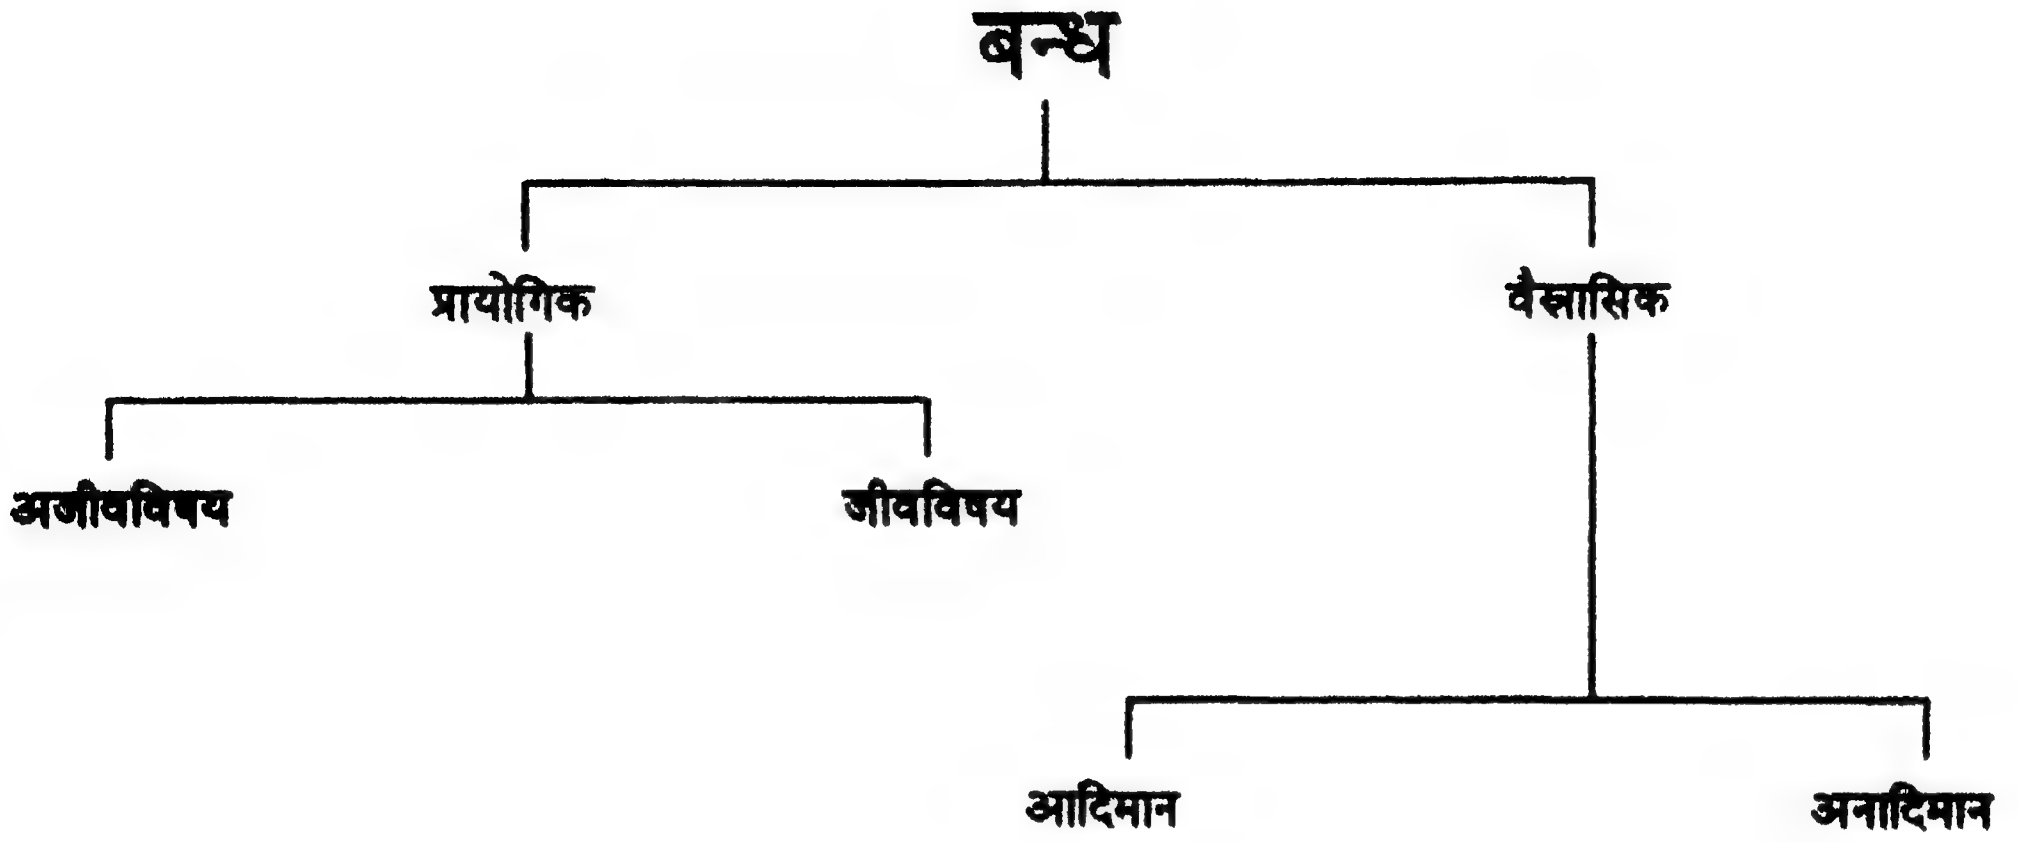 बन्ध
प्रायोगिक
वैस्रासिक
अजीवविषय
जीवविषय
आदिमान
अनादिमान